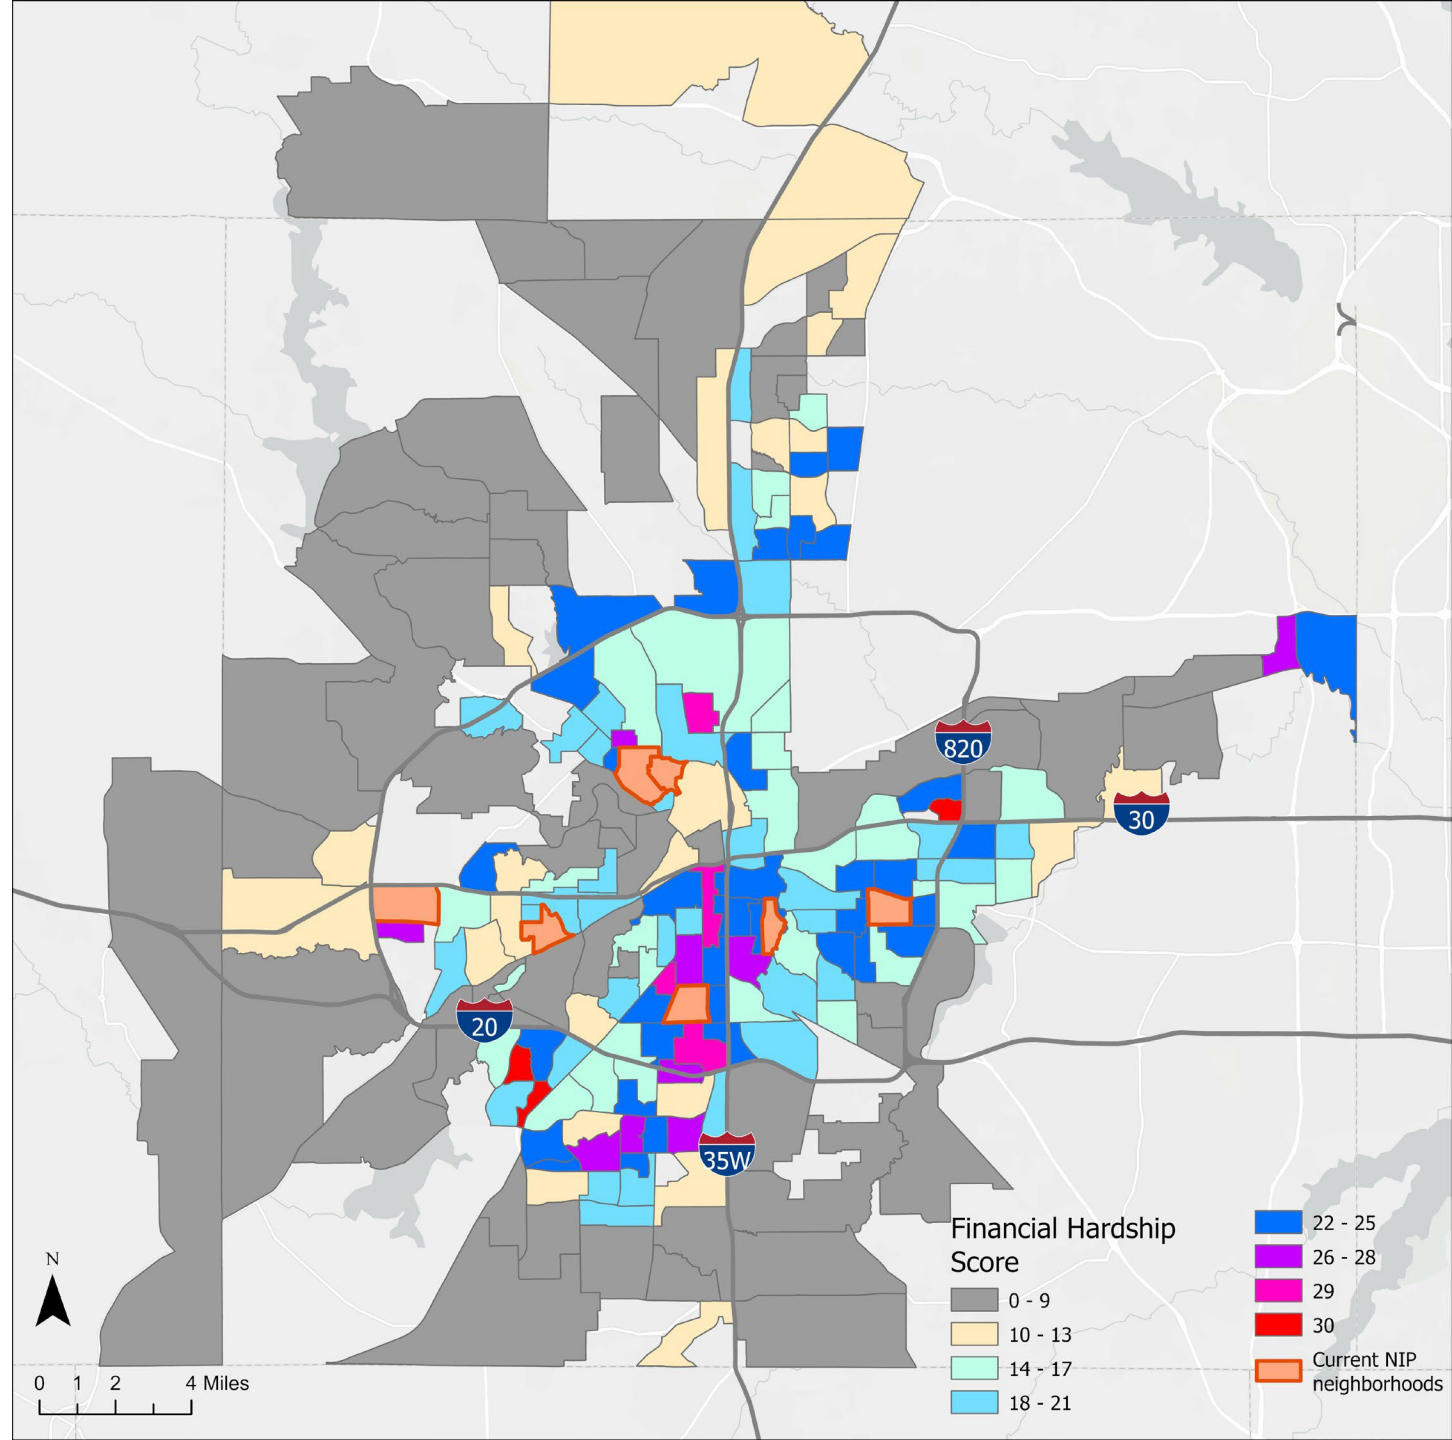 820
30
20
35W
N
0 1 2 4 Miles
Financial Hardship
Score
0 - 9
10 - 13
14 - 17
18 - 21
22 - 25
26 - 28
29
30
Current NIP
neighborhoods